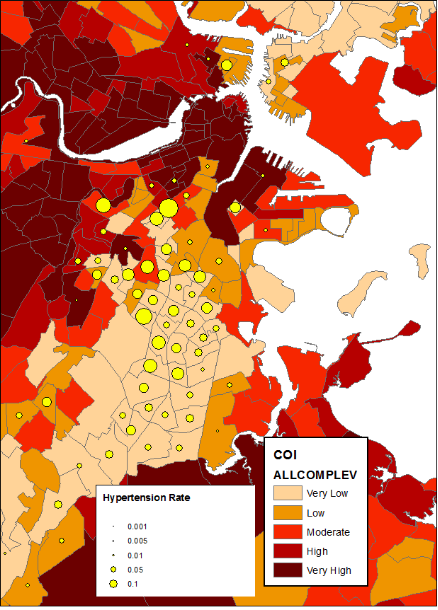 COI
ALLCOMPLEV
Very Low
Low
Moderate
High
Very High
Hypertension Rate
0.001
0.005
0.01
0.05
0.1